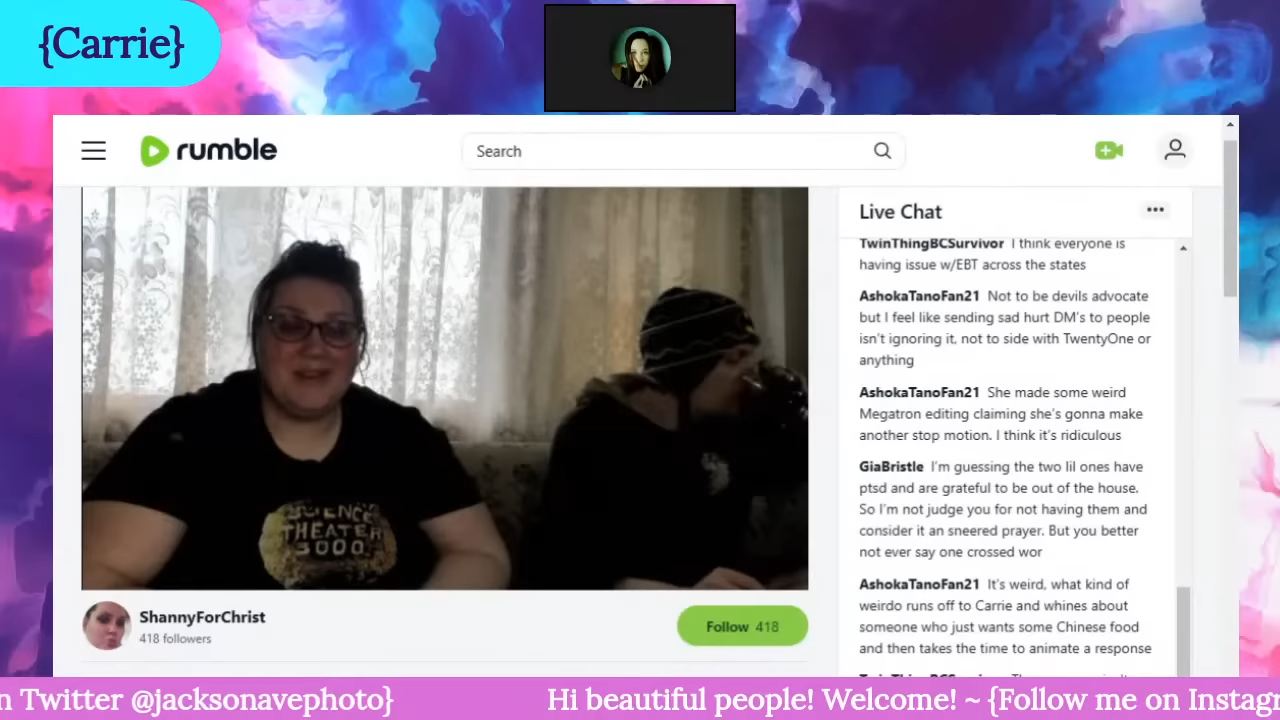 {Carrie}
rumble
Search
Live Chat
TwinThingBCSurvivor I think everyone is
having issue w/EBT across the states
AshokaTanoFan21 Not to be devils advocate
but I feel like sending sad hurt DM's to people
isn't ignoring it, not to side with TwentyOne or
anything
AshokaTanoFan21 She made some weird
Megatron editing claiming she's gonna make
another stop motion. I think it's ridiculous
GiaBristle I'm guessing the two lil ones have
ptsd and are grateful to be out of the house.
So I'm not judge you for not having them and
consider it an sneered prayer. But you better
not ever say one crossed wor
AshokaTanoFan21 It's weird, what kind of
weirdo runs off to Carrie and whines about
someone who just wants some Chinese food
and then takes the time to animate a response
SCIENCE
THEATER
3000
ShannyForChrist
418 followers
Follow 418
n Twitter @jacksonavephoto} Hi beautiful people! Welcome! ~ {Follow me on Instagr